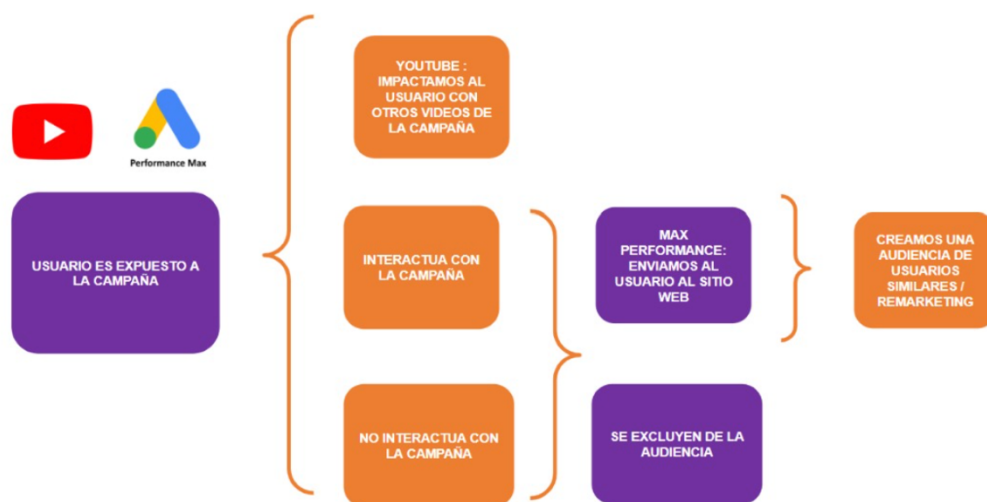 Performance Max
USUARIO ES EXPUESTO A
LA CAMPAÑA
YOUTUBE :
IMPACTAMOS AL
USUARIO CON
OTROS VIDEOS DE
LA CAMPAÑA
INTERACTUA CON
LA CAMPAÑA
NO INTERACTUA CON
LA CAMPAÑA
MAX
PERFORMANCE:
ENVIAMOS AL
USUARIO AL SITIO
WEB
SE EXCLUYEN DE LA
AUDIENCIA
CREAMOS UNA
AUDIENCIA DE
USUARIOS
SIMILARES /
REMARKETING